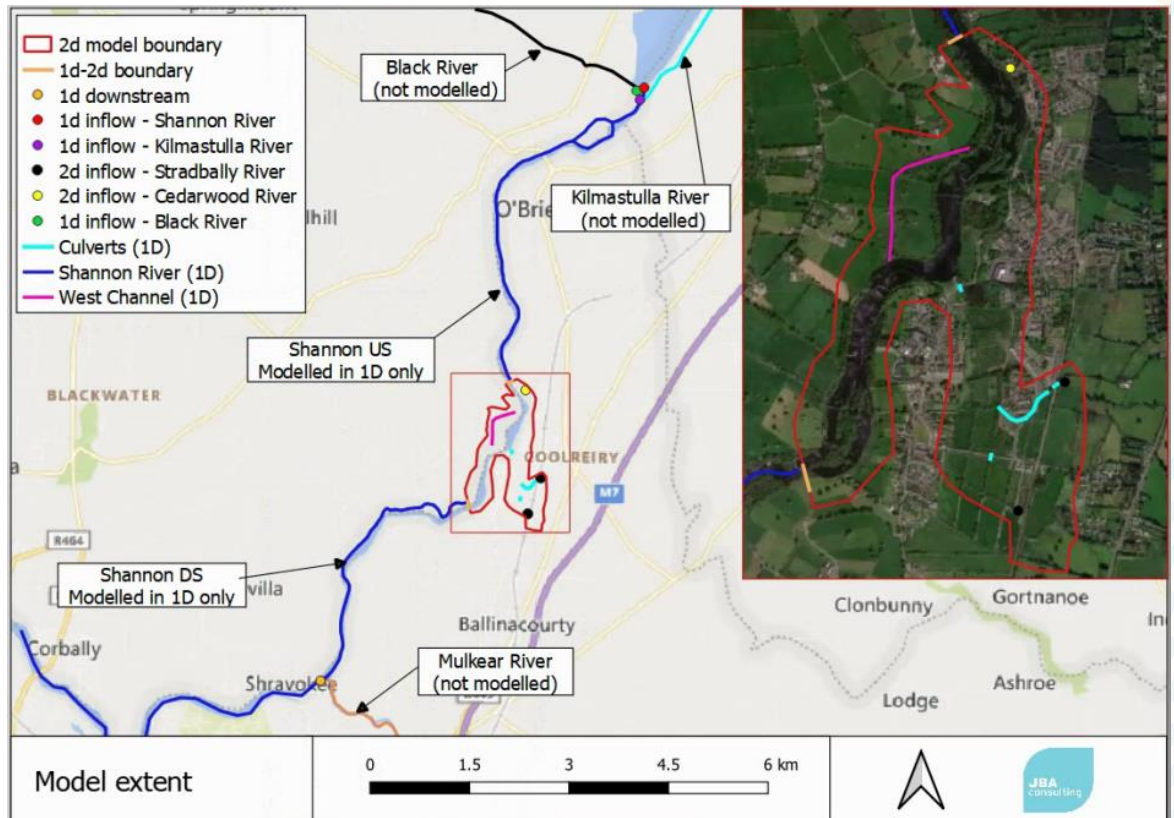 Springmount
2d model boundary
1d-2d boundary
1d downstream
1d inflow - Shannon River
1d inflow - Kilmastulla River
2d inflow - Stradbally River
2d inflow - Cedarwood River
1d inflow - Black River
Culverts (1D)
Shannon River (1D)
West Channel (1D)
Black River
(not modelled)
Kilmastulla River
(not modelled)
lhill
O'Brie
Shannon US
Modelled in 1D only
BLACKWATER
COOLREIRY
M7
a
R464
Shannon DS
Modelled in 1D only
villa
Corbally
Ballinacourty
Shravokee
Mulkear River
(not modelled)
Clonbunny
Gortnanoe
In
Ashroe
Lodge
Model extent
0 1.5 3 4.5 6 km
JBA
consulting